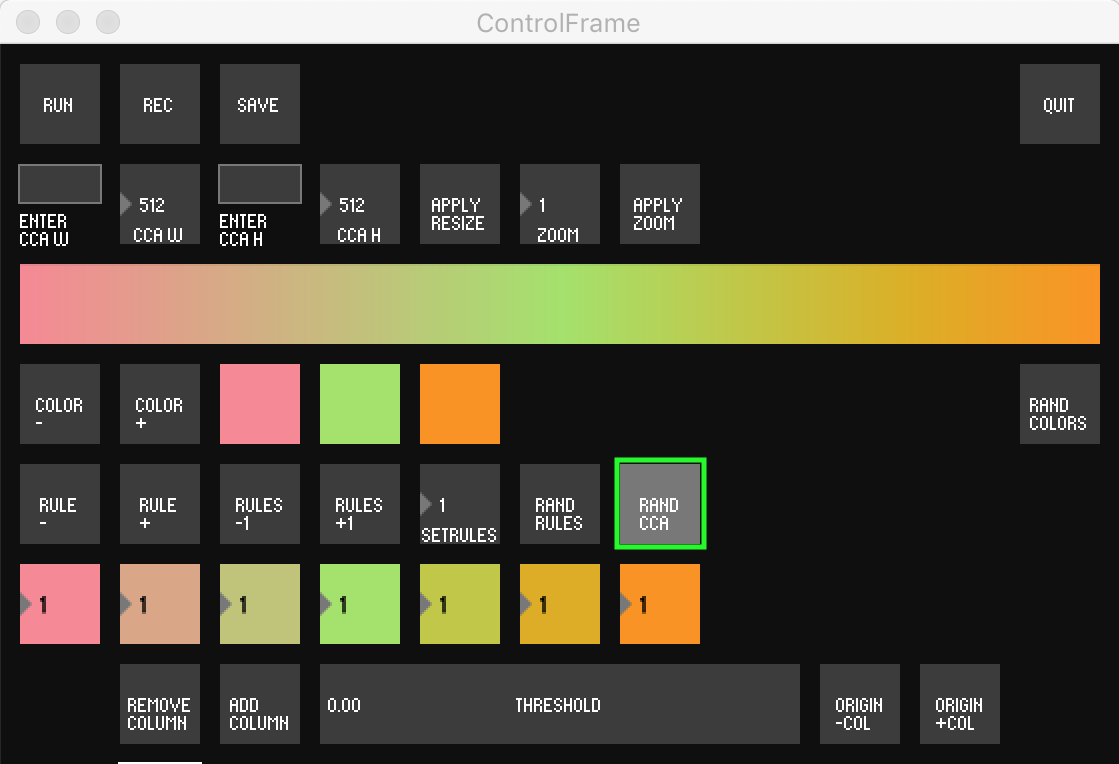 ControlFrame
RUN
REC
SAVE
QUIT
ENTER
CCA W
512
CCA W
ENTER
CCA H
512
CCA H
APPLY
RESIZE
1
ZOOM
APPLY
ZOOM
COLOR
-
COLOR
+
RAND
COLORS
RULE
-
RULE
+
RULES
-1
RULES
+1
1
SETRULES
RAND
RULES
RAND
CCA
1
1
1
1
1
1
1
REMOVE
COLUMN
ADD
COLUMN
0.00 THRESHOLD
ORIGIN
-COL
ORIGIN
+COL